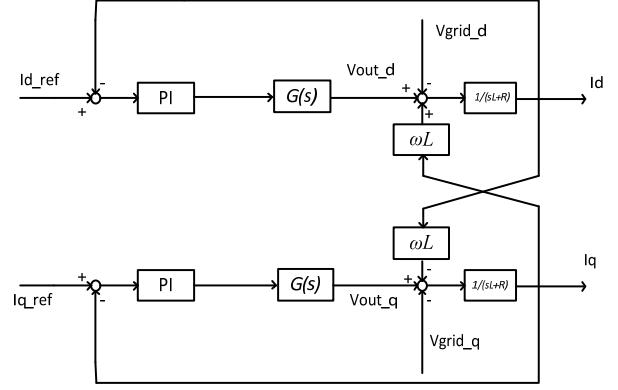 Vgrid_d
Id_ref
Vout_d
Id
-
+
-
+
PI
G(s)
1/(sL+R)
+
ωL
ωL
Iq
+
-
+
-
PI
G(s)
1/(sL+R)
-
Iq_ref
Vout_q
Vgrid_q